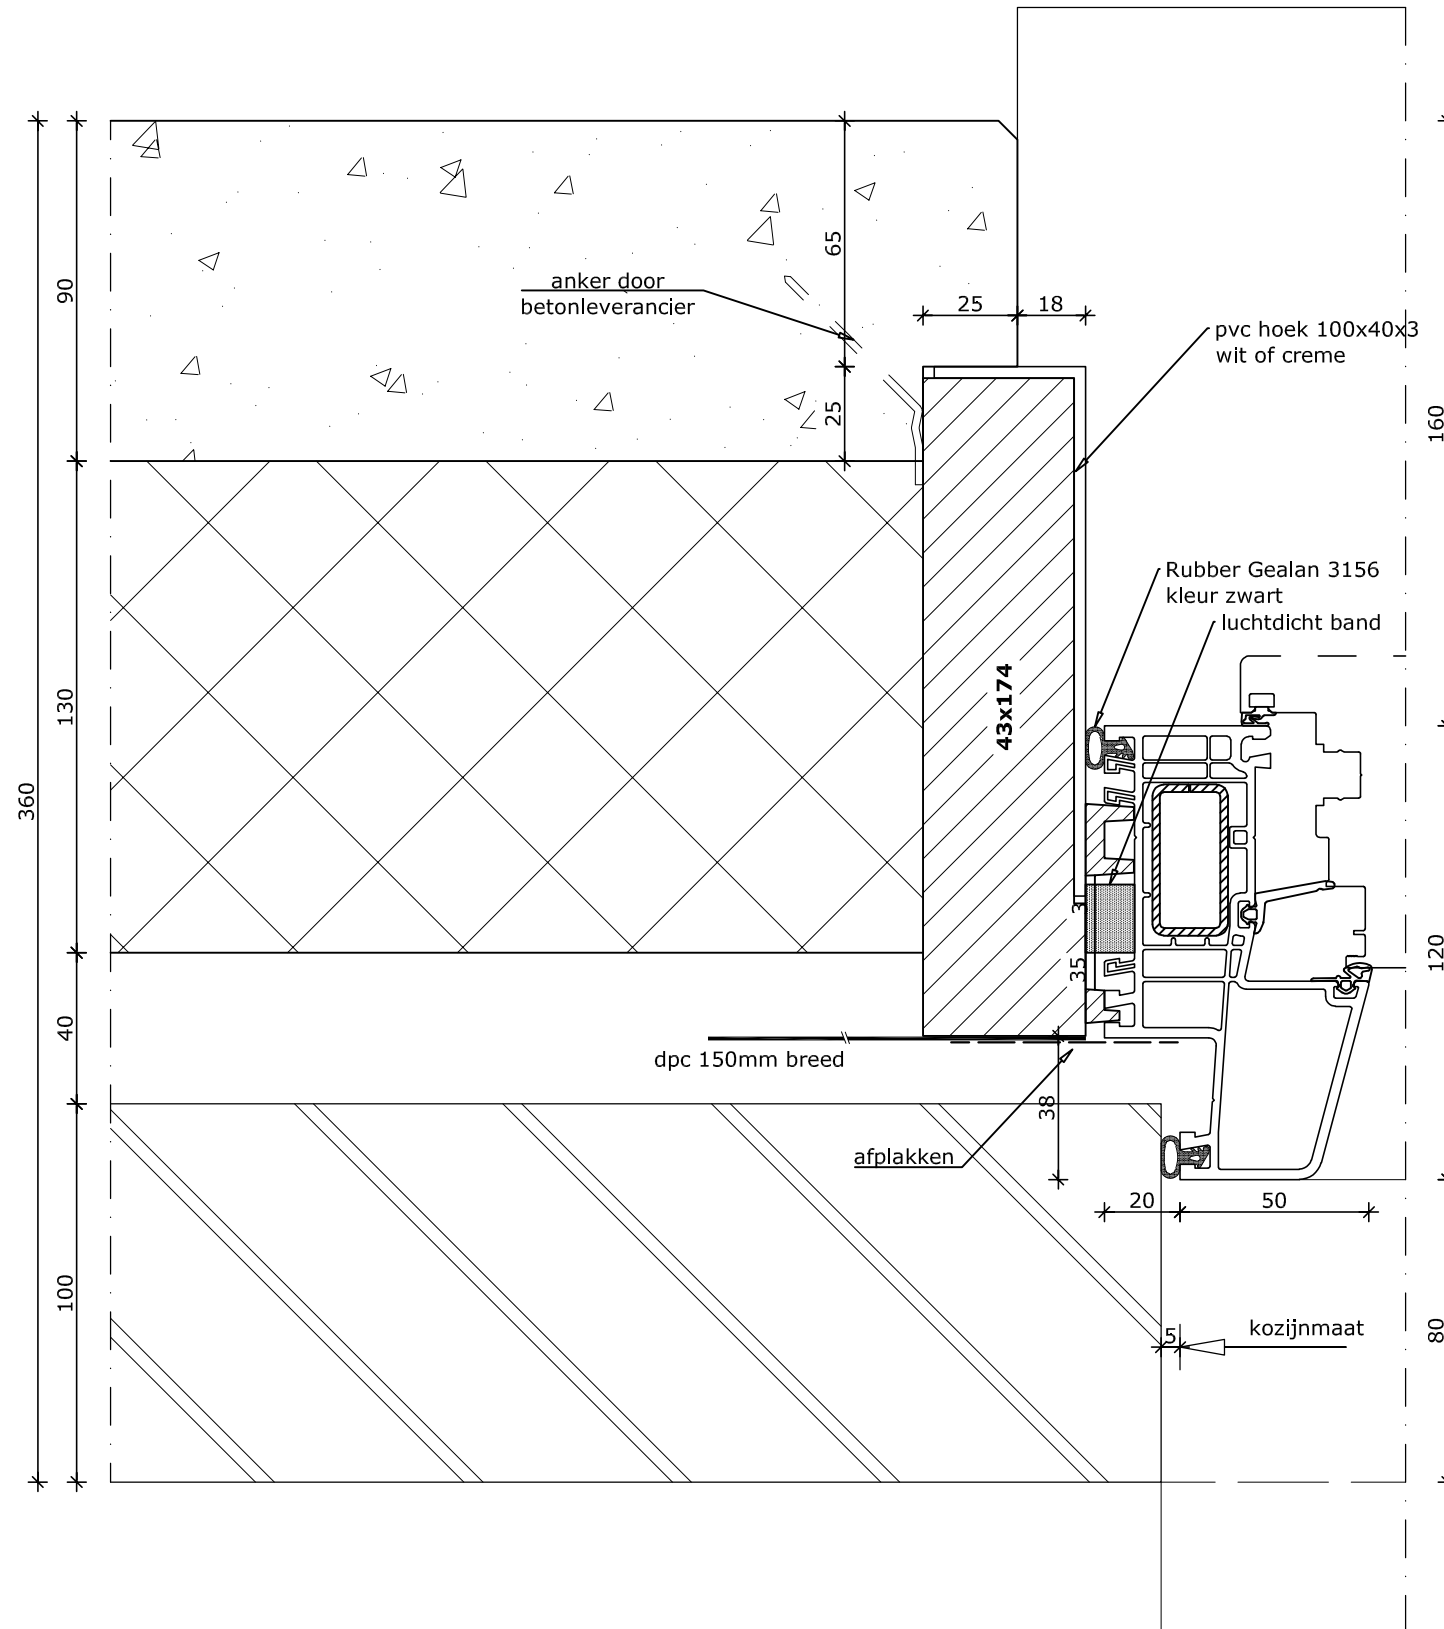 65
90
anker door
betonleverancier
25
18
pvc hoek 100x40x3
wit of creme
25
160
Rubber Gealan 3156
kleur zwart
luchtdicht band
43x174
130
360
3
35
120
40
dpc 150mm breed
38
afplakken
20
50
100
5
kozijnmaat
80